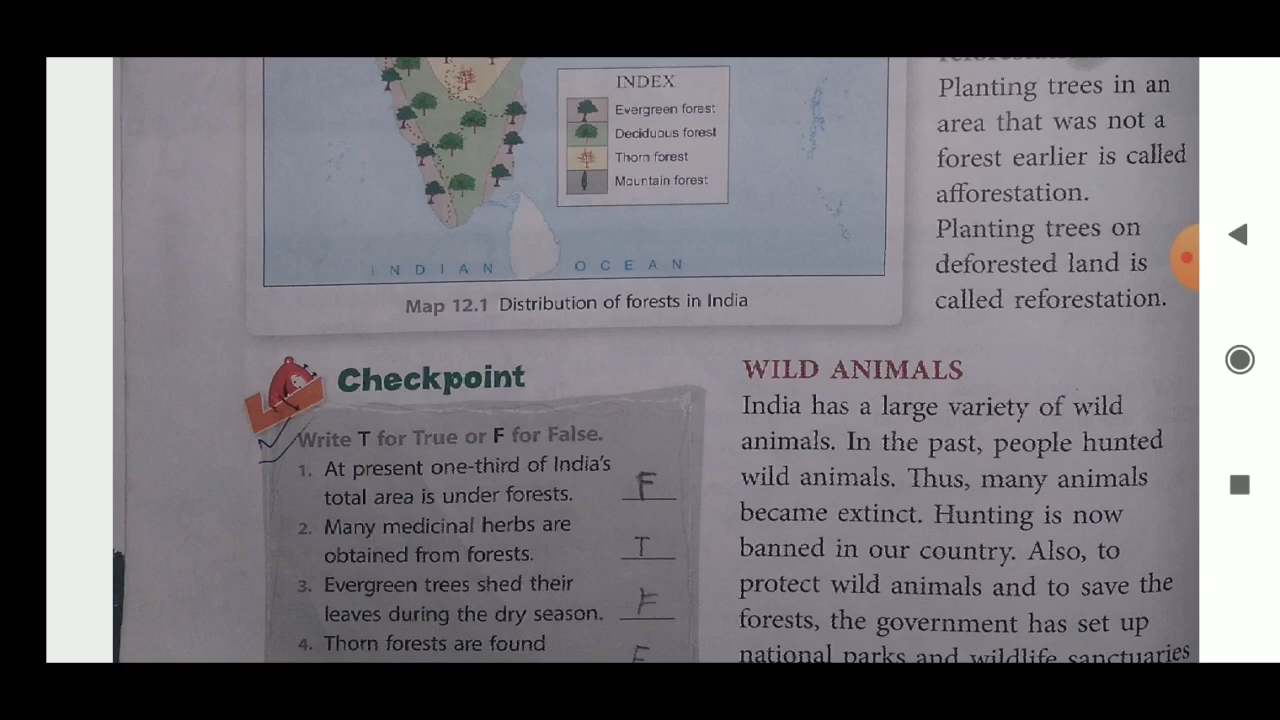 INDEX
Evergreen forest
Deciduous forest
Thorn forest
Mountain forest
INDIAN OCEAN
Map 12.1 Distribution of forests in India
Planting trees in an
area that was not a
forest earlier is called
afforestation.
Planting trees on
deforested land is
called reforestation.
Checkpoint
Write T for True or F for False.
1. At present one-third of India's
total area is under forests. F
2. Many medicinal herbs are
obtained from forests. T
3. Evergreen trees shed their
leaves during the dry season. F
4. Thorn forests are found
F
WILD ANIMALS
India has a large variety of wild
animals. In the past, people hunted
wild animals. Thus, many animals
became extinct. Hunting is now
banned in our country. Also, to
protect wild animals and to save the
forests, the government has set up
national parks and wildlife sanctuaries